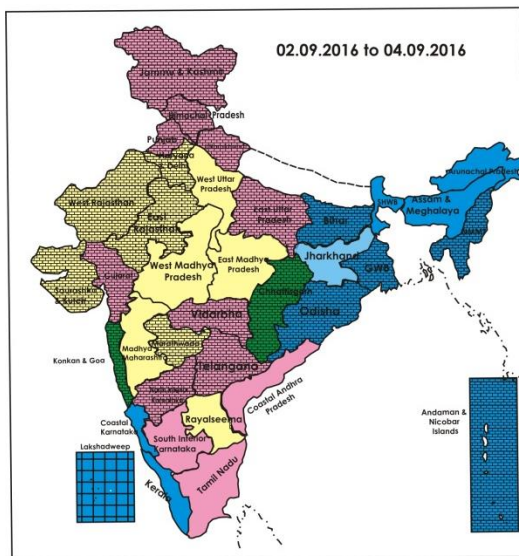 02.09.2016 to 04.09.2016
Jammu & Kashmir
Himachal Pradesh
Punjab
Delhi
West Rajasthan
West Uttar
Pradesh
East Uttar
Pradesh
East
Rajasthan
Bihar
SHWB
Assam &
Meghalaya
Arunachal Pradesh
NMMT
Jharkhand
GWB
West Madhya
Pradesh
East Madhya
Pradesh
Gujarat
& Kutch
Chhattisgarh
Odisha
Vidarbha
Madhya
Maharashtra
Marathwada
Konkan & Goa
Telangana
Coastal Andhra
Pradesh
Rayalseema
Coastal
Karnataka
South Interior
Karnataka
Lakshadweep
Kerala
Tamil Nadu
Andaman &
Nicobar
Islands